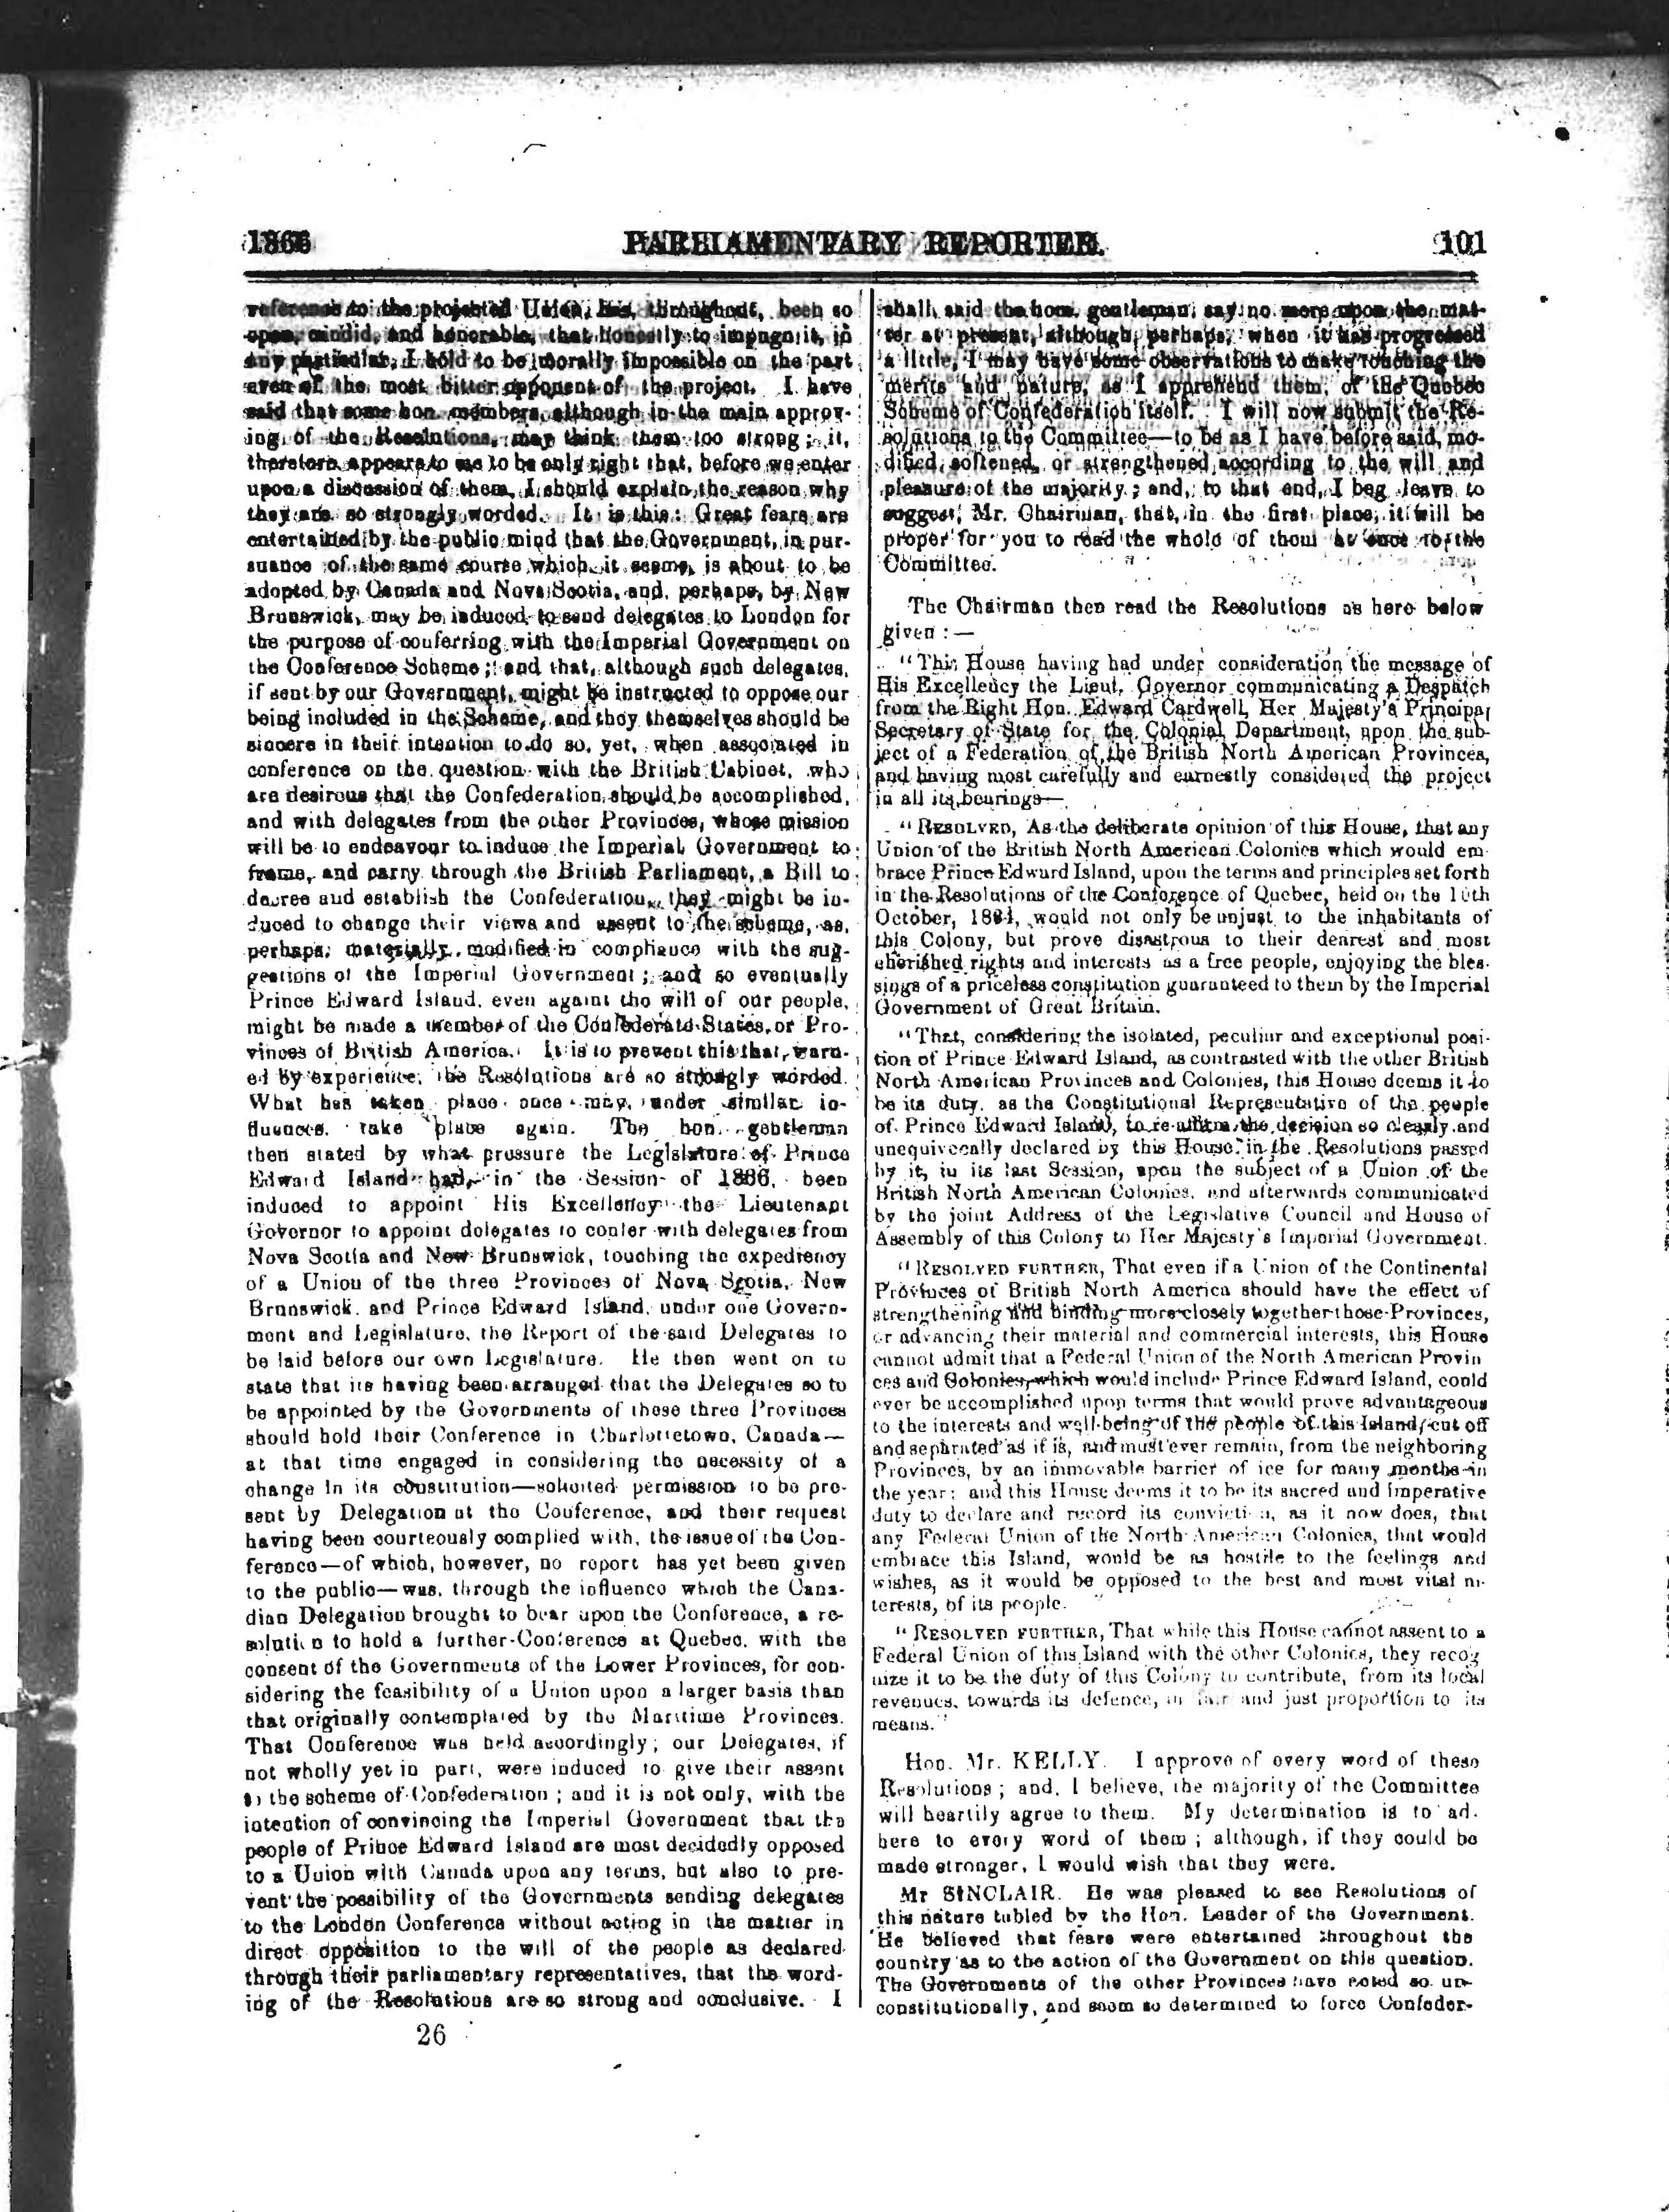 1866 PARLIAMENTARY REPORTER. 101
reference to the projected Union, has, throughout, been so
open, candid, and honorable, that honestly to impugn it, in
any particular, I hold to be morally impossible on the part
even of the most bitter opponent of the project. I have
said that some hon. members, although in the main approv-
ing of the Resolutions, may think them too strong; it,
therefore, appears to me to be only right that, before we enter
upon a discussion of them, I should explain the reason why
they are so strongly worded. It is this: Great fears are
entertained by the public mind that the Government, in pur-
suance of the same course which, it seems, is about to be
adopted by Canada and Nova Scotia, and, perhaps, by New
Brunswick, may be induced to send delegates to London for
the purpose of conferring with the Imperial Government on
the Conference Scheme; and that, although such delegates,
if sent by our Government, might be instructed to oppose our
being included in the Scheme, and they themselves should be
sincere in their intention to do so, yet, when associated in
conference on the question with the British Cabinet, who
are desirous that the Confederation should be accomplished,
and with delegates from the other Provinces, whose mission
will be to endeavour to induce the Imperial Government to
frame, and carry through the British Parliament, a Bill to
decree and establish the Confederation, they might be in-
duced to change their views and assent to the scheme, as,
perhaps, materially modified in compliance with the sug-
gestions of the Imperial Government; and so eventually
Prince Edward Island, even againt the will of our people,
might be made a member of the Confederate States, or Pro-
vinces of British America. It is to prevent this that, warn-
ed by experience, the Resolutions are so strongly worded.
What has taken place once may, under similar in-
fluences, take place again. The hon. gentleman
then stated by what pressure the Legislature of Prince
Edward Island had, in the Session of 1866, been
induced to appoint His Excellency the Lieutenant
Governor to appoint delegates to confer with delegates from
Nova Scotia and New Brunswick, touching the expediency
of a Union of the three Provinces of Nova Scotia, New
Brunswick, and Prince Edward Island, under one Govern-
ment and Legislature, the Report of the said Delegates to
be laid before our own Legislature. He then went on to
state that its having been arranged that the Delegates so to
be appointed by the Governments of these three Provinces
should hold their Conference in Charlottetown, Canada—
at that time engaged in considering the necessity of a
change in its constitution—solicited permission to be pre-
sent by Delegation at the Conference, and their request
having been courteously complied with, the issue of the Con-
ference—of which, however, no report has yet been given
to the public—was, through the influence which the Cana-
dian Delegation brought to bear upon the Conference, a re-
solution to hold a further Conference at Quebec, with the
consent of the Governments of the Lower Provinces, for con-
sidering the feasibility of a Union upon a larger basis than
that originally contemplated by the Maritime Provinces.
That Conference was held accordingly; our Delegates, if
not wholly yet in part, were induced to give their assent
to the scheme of Confederation; and it is not only, with the
intention of convincing the Imperial Government that the
people of Prince Edward Island are most decidedly opposed
to a Union with Canada upon any terms, but also to pre-
vent the possibility of the Governments sending delegates
to the London Conference without acting in the matter in
direct opposition to the will of the people as declared
through their parliamentary representatives, that the word-
ing of the Resolutions are so strong and conclusive. I
26
shall, said the hon. gentleman, say no more upon the mat-
ter at present, although, perhaps, when it has progressed
a little, I may have some observations to make touching the
merits and nature, as I apprehend them, of the Quebec
Scheme of Confederation itself. I will now submit the Re-
solutions to the Committee—to be as I have before said, mo-
dified, softened, or strengthened, according to the will and
pleasure of the majority; and, to that end, I beg leave to
suggest, Mr. Chairman, that, in the first place, it will be
proper for you to read the whole of them at once to the
Committee.
The Chairman then read the Resolutions as here below
given:—
"This House having had under consideration the message of
His Excellency the Lieut. Governor communicating a Despatch
from the Right Hon. Edward Cardwell, Her Majesty's Principal
Secretary of State for the Colonial Department, upon the sub-
ject of a Federation of the British North American Provinces,
and having most carefully and earnestly considered the project
in all its bearings—
"RESOLVED, As the deliberate opinion of this House, that any
Union of the British North American Colonies which would em-
brace Prince Edward Island, upon the terms and principles set forth
in the Resolutions of the Conference of Quebec, held on the 10th
October, 1864, would not only be unjust to the inhabitants of
this Colony, but prove disastrous to their dearest and most
cherished rights and interests as a free people, enjoying the bles-
sings of a priceless constitution guaranteed to them by the Imperial
Government of Great Britain.
"That, considering the isolated, peculiar and exceptional posi-
tion of Prince Edward Island, as contrasted with the other British
North American Provinces and Colonies, this House deems it to
be its duty, as the Constitutional Representative of the people
of Prince Edward Island, to re-affirm the decision so clearly and
unequivecally declared by this House in the Resolutions passed
by it, in its last Session, upon the subject of a Union of the
British North American Colonies, and afterwards communicated
by the joint Address of the Legislative Council and House of
Assembly of this Colony to Her Majesty's Imperial Government.
"RESOLVED FURTHER, That even if a Union of the Continental
Provinces of British North America should have the effect of
strengthening and binding more closely together those Provinces,
or advancing their material and commercial interests, this House
cannot admit that a Federal Union of the North American Provin
ces and Colonies, which would include Prince Edward Island, could
ever be accomplished upon terms that would prove advantageous
to the interests and well-being of the people of this Island, cut off
and sephrated as it is, and must ever remain, from the neighboring
Provinces, by an immovable barrier of ice for many months in
the year; and this House deems it to be its sacred and imperative
duty to declare and record its conviction, as it now does, that
any Federal Union of the North American Colonies, that would
embrace this Island, would be as hostile to the feelings and
wishes, as it would be opposed to the best and most vital in-
terests, of its people.
"RESOLVED FURTHER, That while this House cannot assent to a
Federal Union of this Island with the other Colonies, they recog
nize it to be the duty of this Colony to contribute, from its local
revenues, towards its defence, in fair and just proportion to its
means."
Hon. Mr. KELLY. I approve of every word of these
Resolutions; and, I believe, the majority of the Committee
will heartily agree to them. My determination is to ad-
here to every word of them; although, if they could be
made stronger, I would wish that they were.
Mr SINCLAIR. He was pleased to see Resolutions of
this nature tabled by the Hon. Leader of the Government.
He believed that fears were entertained throughout the
country as to the action of the Government on this question.
The Governments of the other Provinces have acted so un-
constitutionally, and seem so determined to force Confeder-